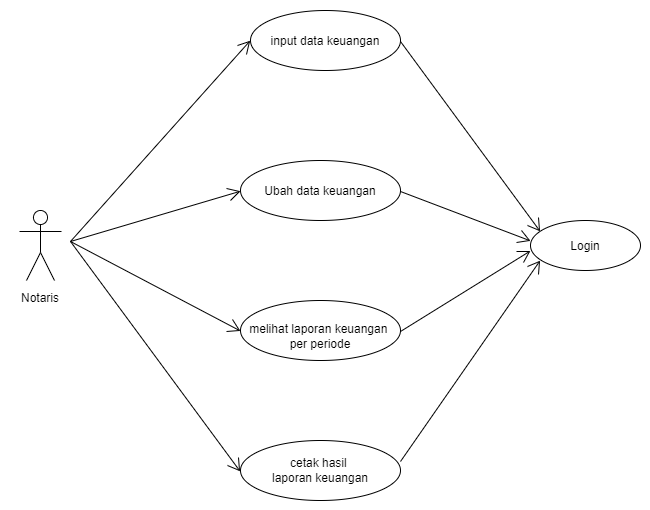 input data keuangan
Ubah data keuangan
Login
Notaris
melihat laporan keuangan
per periode
cetak hasil
laporan keuangan